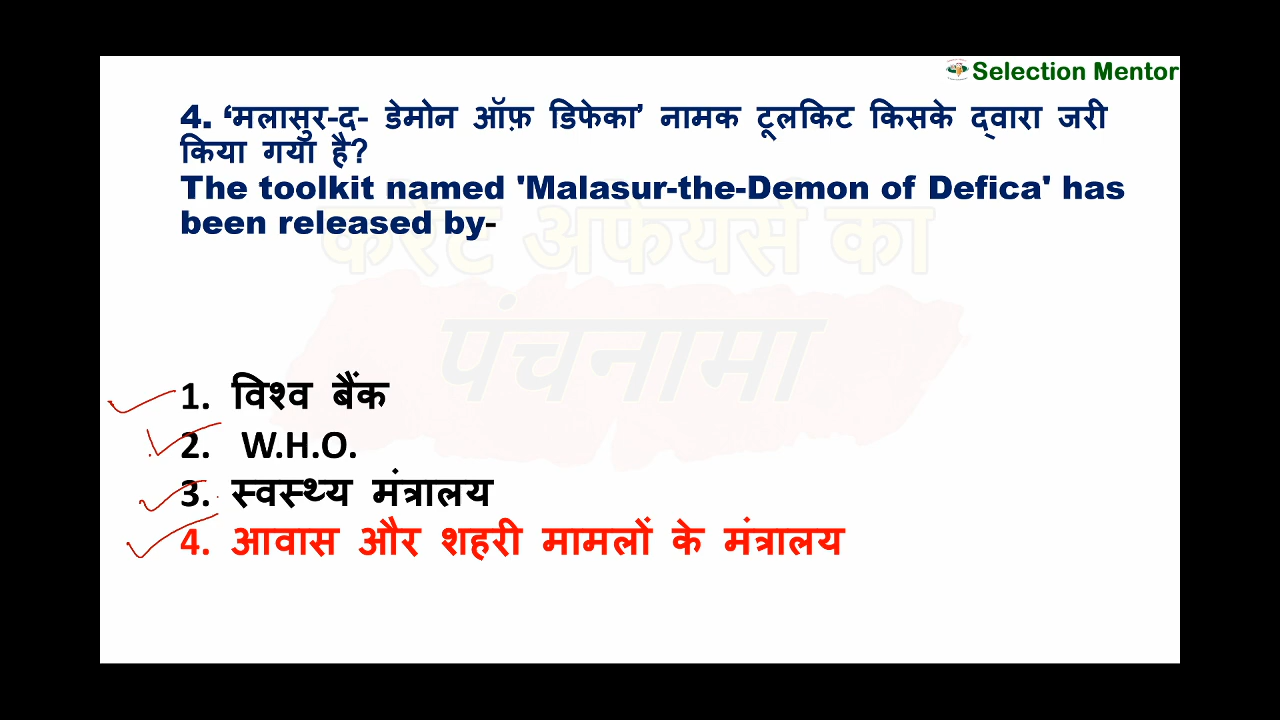 Selection Mentor
4. ‘मलासुर-द- डेमोन ऑफ़ डिफेका’ नामक टूलकिट किसके द्वारा जरी
किया गया है?
The toolkit named 'Malasur-the-Demon of Defica' has
been released by-
करेंट अफेयर्स का
पंचनामा
1. विश्व बैंक
2. W.H.O.
3. स्वस्थ्य मंत्रालय
4. आवास और शहरी मामलों के मंत्रालय